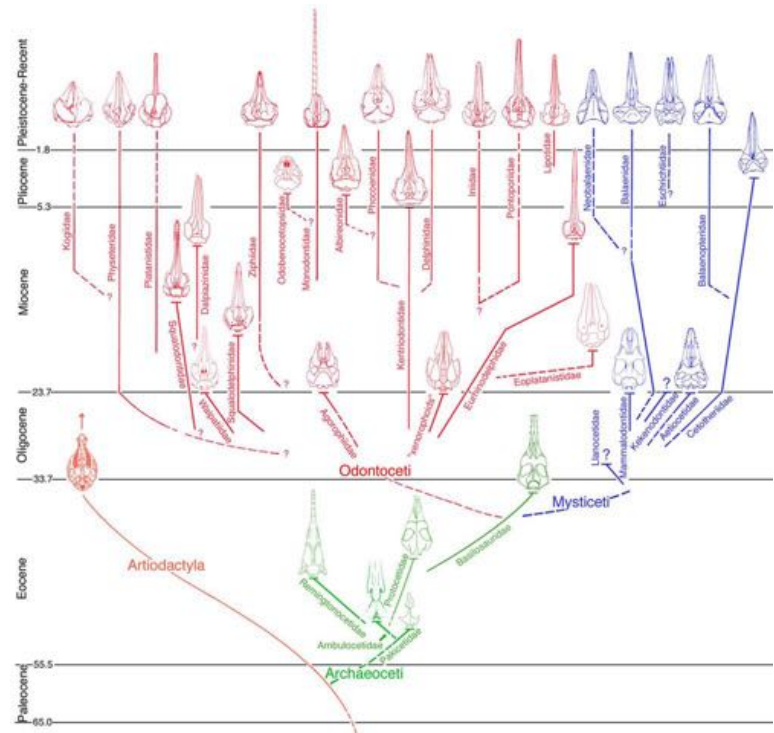 Pleistocene-Recent
1.8
Pliocene
5.3
Miocene
23.7
Oligocene
33.7
Eocene
55.5
Paleocene
65.0
Kogiidae
?
Physeteridae
?
Platanistidae
Squalodontidae
?
Dalpiazinidae
?
Waipatiidae
Squalodelphinidae
Ziphiidae
?
Odobenocetopsidae
?
Monodontidae
Albireonidae
?
Phocoenidae
Delphinidae
Kentriodontidae
Agorophiidae
"xenorophoids"
Eurhinodelphidae
Eoplatanistidae
Iniidae
?
Pontoporiidae
Lipotidae
Neobalaenidae
?
Balaenidae
Eschrichtiidae
?
Balaenopteridae
Llanocetidae
?
Mammalodontidae
Kekenodontidae
?
Aetiocetidae
Cetotheriidae
Odontoceti
Mysticeti
Artiodactyla
Remingtonocetidae
Protocetidae
Basilosauridae
Ambulocetidae
Pakicetidae
Archaeoceti